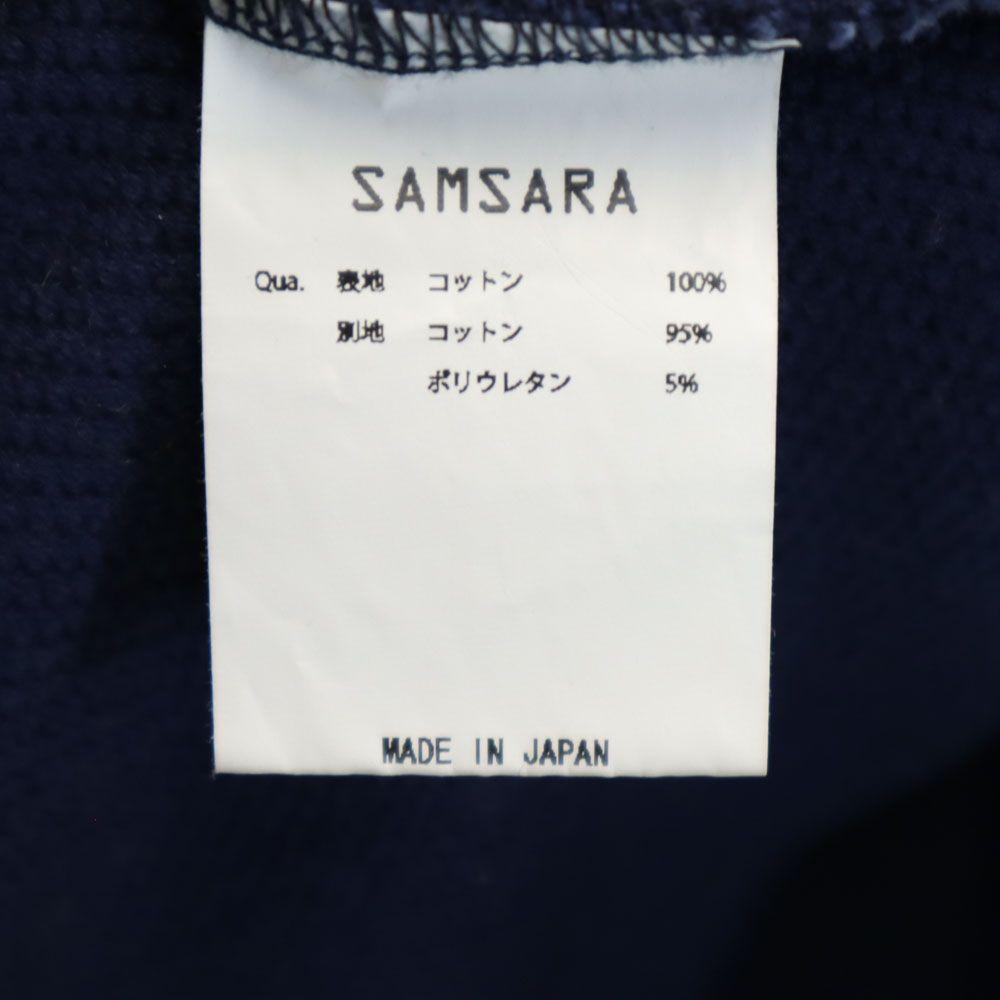 SAMSARA
Qua. 表地 コットン 100%
別地 コットン 95%
ポリウレタン 5%
MADE IN JAPAN